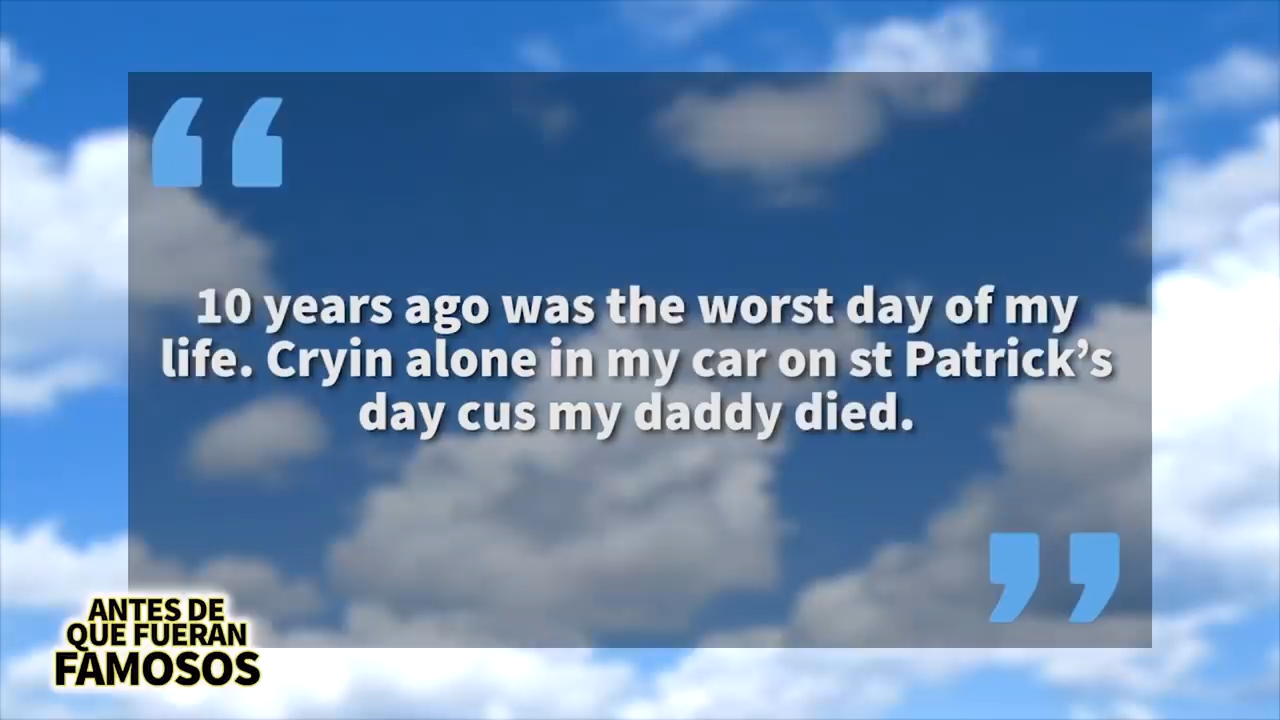 10 years ago was the worst day of my
life. Cryin alone in my car on st Patrick’s
day cus my daddy died.
ANTES DE
QUE FUERAN
FAMOSOS